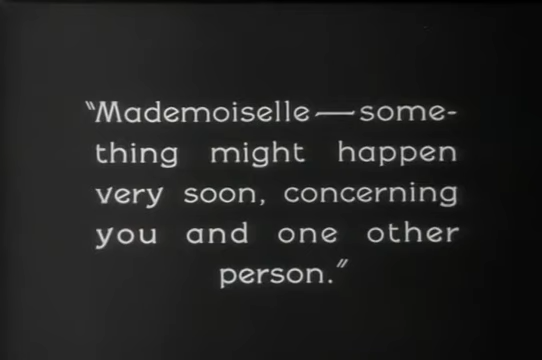 "Mademoiselle—some-
thing might happen
very soon, concerning
you and one other
person."